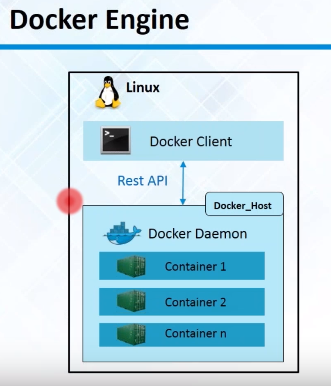 Docker Engine
Linux
>_
Docker Client
Rest API
Docker_Host
Docker Daemon
Container 1
Container 2
Container n